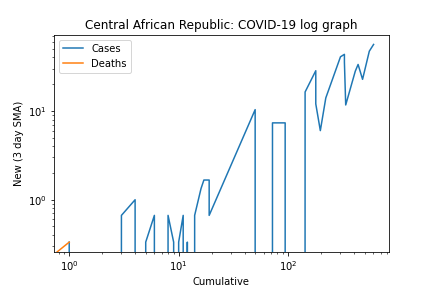 Central African Republic: COVID-19 log graph
Cases
Deaths
New (3 day SMA)
10¹
10⁰
10⁰ 10¹ 10²
Cumulative